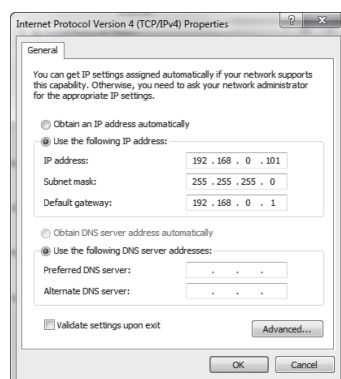 Internet Protocol Version 4 (TCP/IPv4) Properties
General
You can get IP settings assigned automatically if your network supports
this capability. Otherwise, you need to ask your network administrator
for the appropriate IP settings.
Obtain an IP address automatically
Use the following IP address:
IP address: 192 . 168 . 0 . 101
Subnet mask: 255 . 255 . 255 . 0
Default gateway: 192 . 168 . 0 . 1
Obtain DNS server address automatically
Use the following DNS server addresses:
Preferred DNS server: . . .
Alternate DNS server: . . .
Validate settings upon exit
Advanced...
OK Cancel